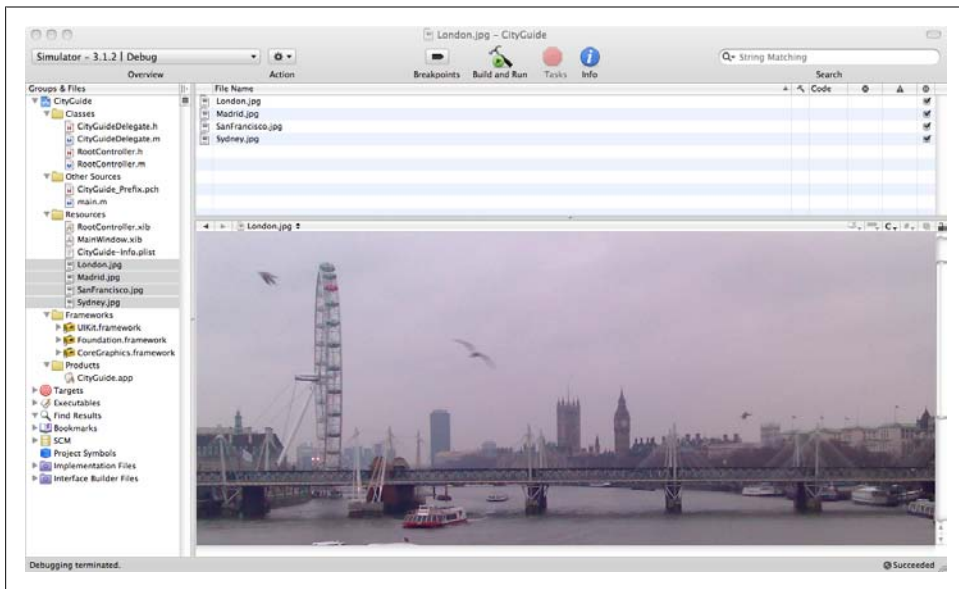 London.jpg - CityGuide
Simulator - 3.1.2 | Debug
String Matching
Overview
Action
Breakpoints
Build and Run
Tasks
Info
Search
Groups & Files
File Name
Code
CityGuide
Classes
CityGuideDelegate.h
CityGuideDelegate.m
RootController.h
RootController.m
Other Sources
CityGuide_Prefix.pch
main.m
Resources
RootController.xib
MainWindow.xib
CityGuide-Info.plist
London.jpg
Madrid.jpg
SanFrancisco.jpg
Sydney.jpg
Frameworks
UIKit.framework
Foundation.framework
CoreGraphics.framework
Products
CityGuide.app
Targets
Executables
Find Results
Bookmarks
SCM
Project Symbols
Implementation Files
Interface Builder Files
London.jpg
Madrid.jpg
SanFrancisco.jpg
Sydney.jpg
London.jpg
C
#
Debugging terminated.
Succeeded